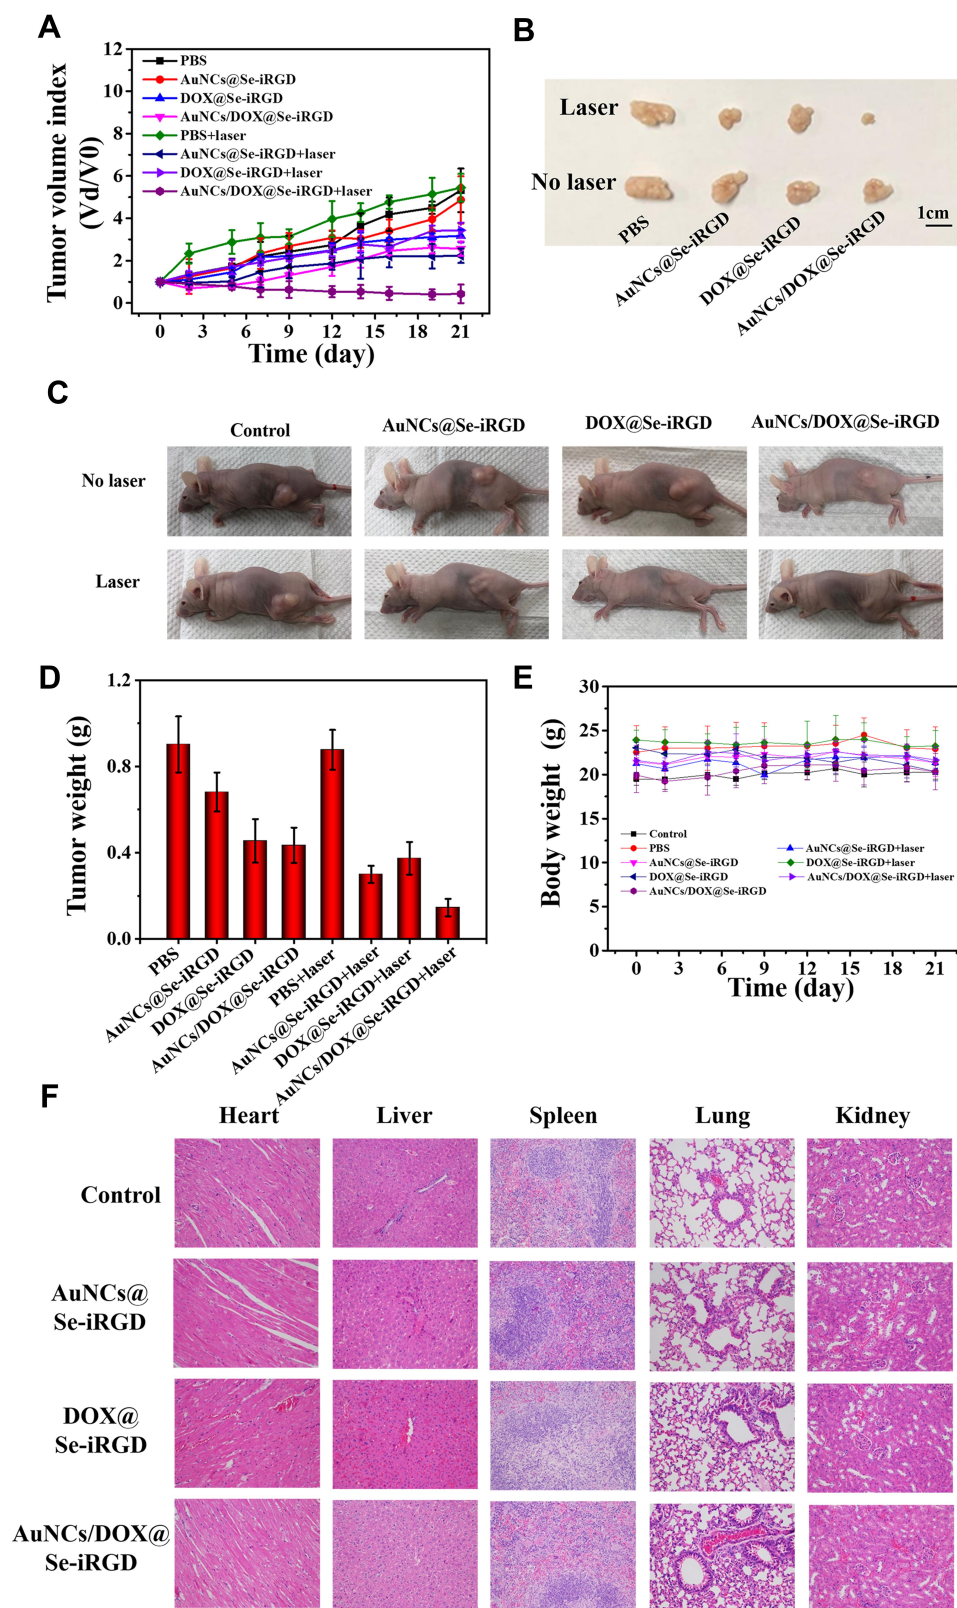 A
Tumor volume index
(Vd/V0)
12
10
8
6
4
2
0
PBS
AuNCs@Se-iRGD
DOX@Se-iRGD
AuNCs/DOX@Se-iRGD
PBS+laser
AuNCs@Se-iRGD+laser
DOX@Se-iRGD+laser
AuNCs/DOX@Se-iRGD+laser
0 3 6 9 12 15 18 21
Time (day)
B
Laser
No laser
1cm
PBS
AuNCs@Se-iRGD
DOX@Se-iRGD
AuNCs/DOX@Se-iRGD
C
Control AuNCs@Se-iRGD DOX@Se-iRGD AuNCs/DOX@Se-iRGD
No laser
Laser
D
Tumor weight (g)
1.2
0.8
0.4
0.0
PBS
AuNCs@Se-iRGD
DOX@Se-iRGD
AuNCs/DOX@Se-iRGD
PBS+laser
AuNCs@Se-iRGD+laser
DOX@Se-iRGD+laser
AuNCs/DOX@Se-iRGD+laser
E
Body weight (g)
30
25
20
15
10
5
0
Control
PBS
AuNCs@Se-iRGD
DOX@Se-iRGD
AuNCs/DOX@Se-iRGD
AuNCs@Se-iRGD+laser
DOX@Se-iRGD+laser
AuNCs/DOX@Se-iRGD+laser
0 3 6 9 12 15 18 21
Time (day)
F
Heart Liver Spleen Lung Kidney
Control
AuNCs@
Se-iRGD
DOX@
Se-iRGD
AuNCs/DOX@
Se-iRGD